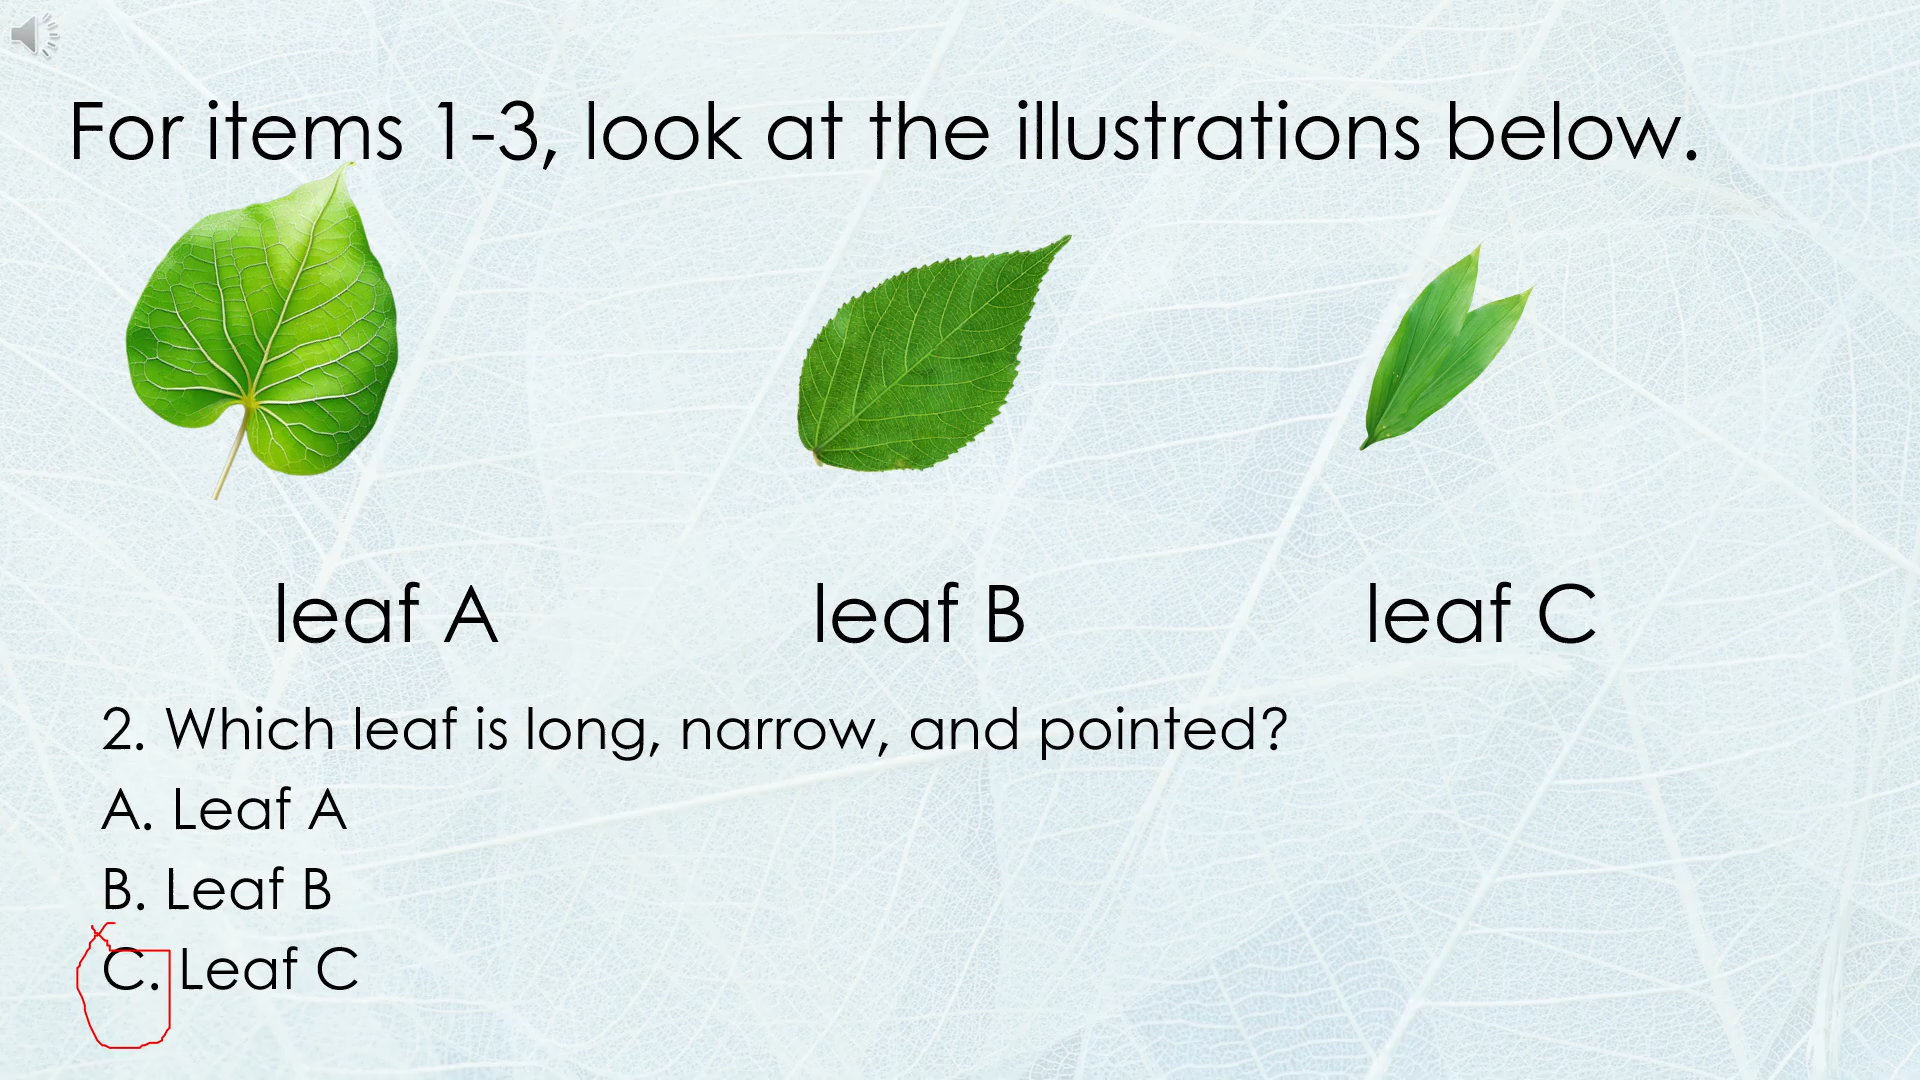 For items 1-3, look at the illustrations below.
leaf A
leaf B
leaf C
2. Which leaf is long, narrow, and pointed?
A. Leaf A
B. Leaf B
C. Leaf C